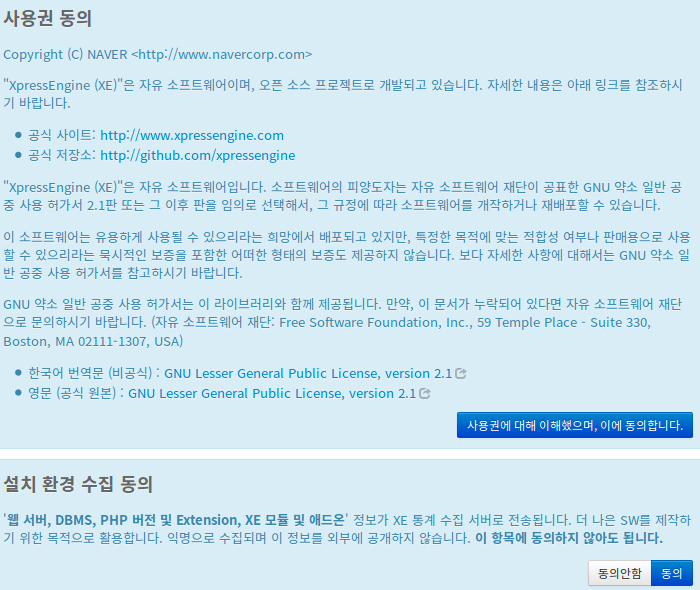 사용권 동의
Copyright (C) NAVER <http://www.navercorp.com>
"XpressEngine (XE)"은 자유 소프트웨어이며, 오픈 소스 프로젝트로 개발되고 있습니다. 자세한 내용은 아래 링크를 참조하시
기 바랍니다.
• 공식 사이트: http://www.xpressengine.com
• 공식 저장소: http://github.com/xpressengine
"XpressEngine (XE)"은 자유 소프트웨어입니다. 소프트웨어의 피양도자는 자유 소프트웨어 재단이 공표한 GNU 약소 일반 공
중 사용 허가서 2.1판 또는 그 이후 판을 임의로 선택해서, 그 규정에 따라 소프트웨어를 개작하거나 재배포할 수 있습니다.
이 소프트웨어는 유용하게 사용될 수 있으리라는 희망에서 배포되고 있지만, 특정한 목적에 맞는 적합성 여부나 판매용으로 사용
할 수 있으리라는 묵시적인 보증을 포함한 어떠한 형태의 보증도 제공하지 않습니다. 보다 자세한 사항에 대해서는 GNU 약소 일
반 공중 사용 허가서를 참고하시기 바랍니다.
GNU 약소 일반 공중 사용 허가서는 이 라이브러리와 함께 제공됩니다. 만약, 이 문서가 누락되어 있다면 자유 소프트웨어 재단
으로 문의하시기 바랍니다. (자유 소프트웨어 재단: Free Software Foundation, Inc., 59 Temple Place - Suite 330,
Boston, MA 02111-1307, USA)
• 한국어 번역문 (비공식) : GNU Lesser General Public License, version 2.1
• 영문 (공식 원본) : GNU Lesser General Public License, version 2.1
사용권에 대해 이해했으며, 이에 동의합니다.
설치 환경 수집 동의
'웹 서버, DBMS, PHP 버전 및 Extension, XE 모듈 및 애드온' 정보가 XE 통계 수집 서버로 전송됩니다. 더 나은 SW를 제작하
기 위한 목적으로 활용합니다. 익명으로 수집되며 이 정보를 외부에 공개하지 않습니다. 이 항목에 동의하지 않아도 됩니다.
동의안함 동의